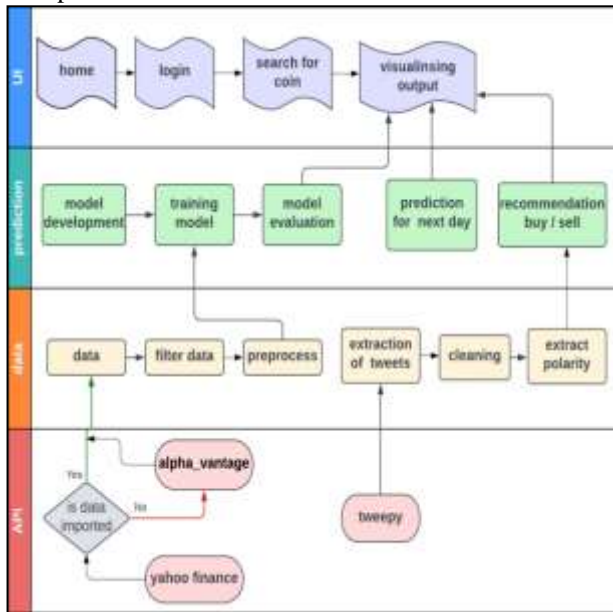 UI
home
login
search for
coin
visualinsing
output
prediction
model
development
training
model
model
evaluation
prediction
for next day
recommendation
buy / sell
data
data
filter data
preprocess
extraction
of tweets
cleaning
extract
polarity
API
Yes
alpha_vantage
is data
imported
No
tweepy
yahoo finance